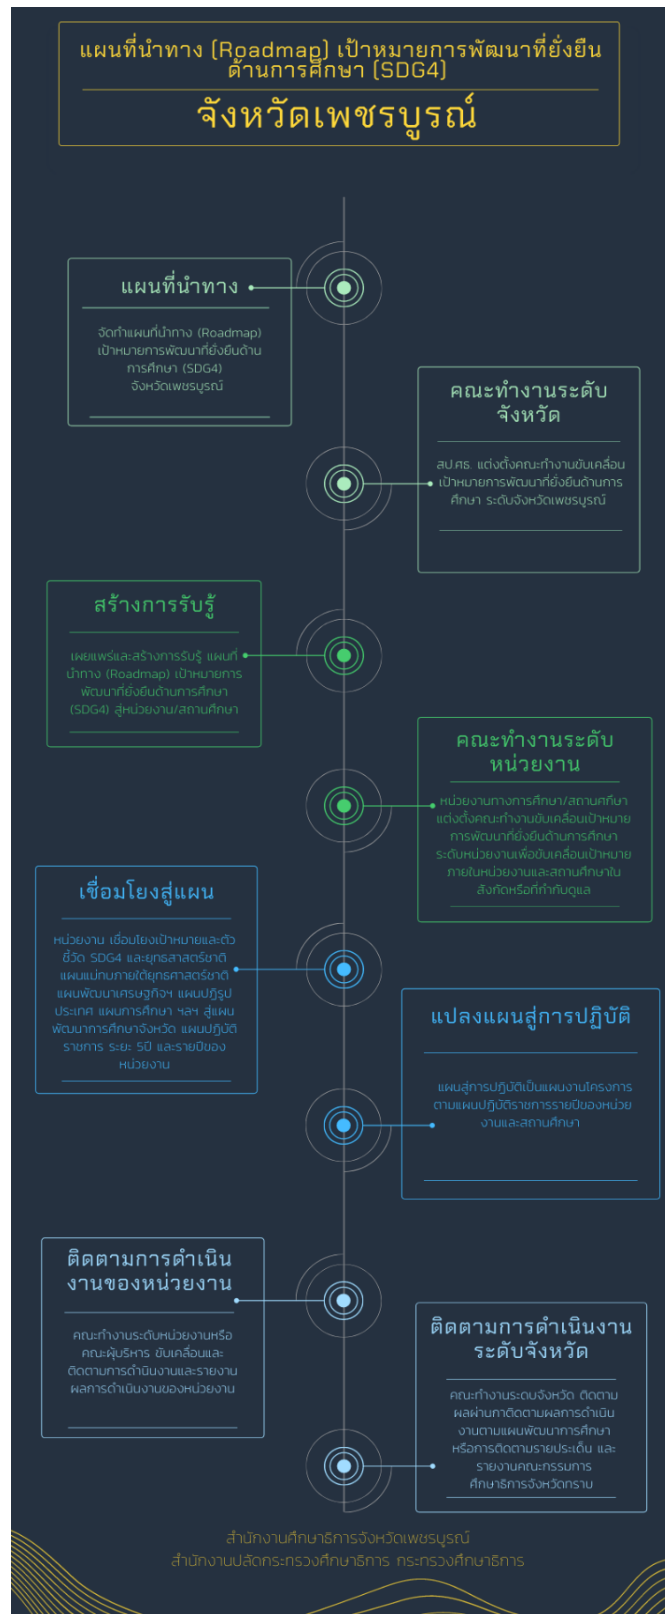 แผนที่นำทาง (Roadmap) เป้าหมายการพัฒนาที่ยั่งยืน
ด้านการศึกษา (SDG4)
จังหวัดเพชรบูรณ์
แผนที่นำทาง
จัดทำแผนที่นำทาง (Roadmap)
เป้าหมายการพัฒนาที่ยั่งยืนด้าน
การศึกษา (SDG4)
จังหวัดเพชรบูรณ์
คณะทำงานระดับ
จังหวัด
สป.ศธ. แต่งตั้งคณะทำงานขับเคลื่อน
เป้าหมายการพัฒนาที่ยั่งยืนด้านการ
ศึกษา ระดับจังหวัดเพชรบูรณ์
สร้างการรับรู้
เผยแพร่และสร้างการรับรู้ แผนที่
นำทาง (Roadmap) เป้าหมายการ
พัฒนาที่ยั่งยืนด้านการศึกษา
(SDG4) สู่หน่วยงาน/สถานศึกษา
คณะทำงานระดับ
หน่วยงาน
หน่วยงานทางการศึกษา/สถานศกึษา
แต่งตั้งคณะทำงานขับเคลื่อนเป้าหมาย
การพัฒนาที่ยั่งยืนด้านการศึกษา
ระดับหน่วยงานเพื่อขับเคลื่อนเป้าหมาย
ภายในหน่วยงานและสถานศึกษาใน
สังกัดหรือที่กำกับดูแล
เชื่อมโยงสู่แผน
หน่วยงาน เชื่อมโยงเป้าหมายและตัว
ชี้วัด SDG4 และยุทธสาสตร์ชาติ
แผนแม่ทบภายใต้ยุทธศาสตร์ชาติ
แผนพัฒนาเศรษฐกิจฯ แผนปฏิรูป
ประเทศ แผนการศึกษา ฯลฯ สู่แผน
พัฒนาการศึกษาจังหวัด แผนปฏิบัติ
ราชการ ระยะ 5ปี และรายปีของ
หน่วยงาน
แปลงแผนสู่การปฏิบัติ
แผนสู่การปฏิบัติเป็นแผนงานโครงการ
ตามแผนปฏิบัติราชการรายปีของหน่วย
งานและสถานศึกษา
ติดตามการดำเนิน
งานของหน่วยงาน
คณะทำงานระดับหน่วยงานหรือ
คณะผู้บริหาร ขับเคลื่อนและ
ติดตามการดำนินงานและรายงาน
ผลการดำเนินงานของหน่วยงาน
ติดตามการดำเนินงาน
ระดับจังหวัด
คณะทำงานระดบจังหวัด ติดตาม
ผลผ่านกาติดตามผลการดำเนิน
งานตามแผนพัฒนาการศึกษา
หรือการติดตามรายประเด็น และ
รายงานคณะกรรมการ
ศึกษาธิการจังหวัดทราบ
สำนักงานศึกษาธิการจังหวัดเพชรบูรณ์
สำนักงานปลัดกระทรวงศึกษาธิการ กระทรวงศึกษาธิการ